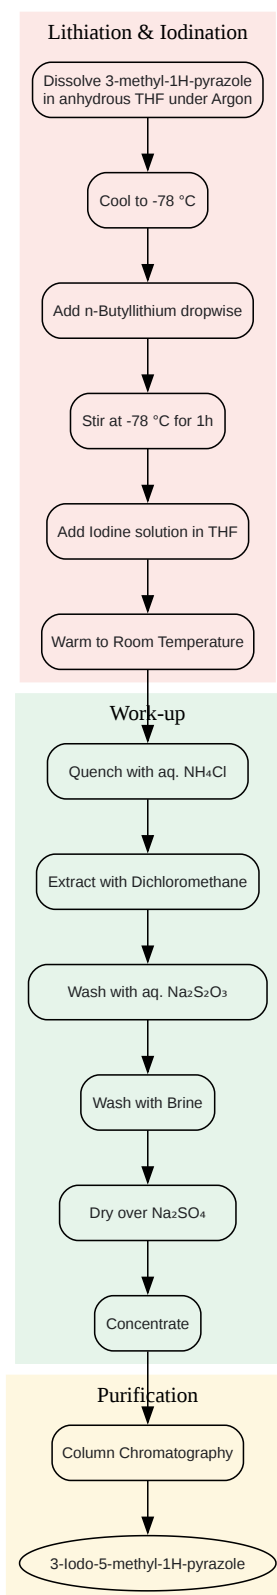 Lithiation & Iodination
Dissolve 3-methyl-1H-pyrazole
in anhydrous THF under Argon
Cool to -78 °C
Add n-Butyllithium dropwise
Stir at -78 °C for 1h
Add Iodine solution in THF
Warm to Room Temperature
Work-up
Quench with aq. NH₄Cl
Extract with Dichloromethane
Wash with aq. Na₂S₂O₃
Wash with Brine
Dry over Na₂SO₄
Concentrate
Purification
Column Chromatography
3-Iodo-5-methyl-1H-pyrazole